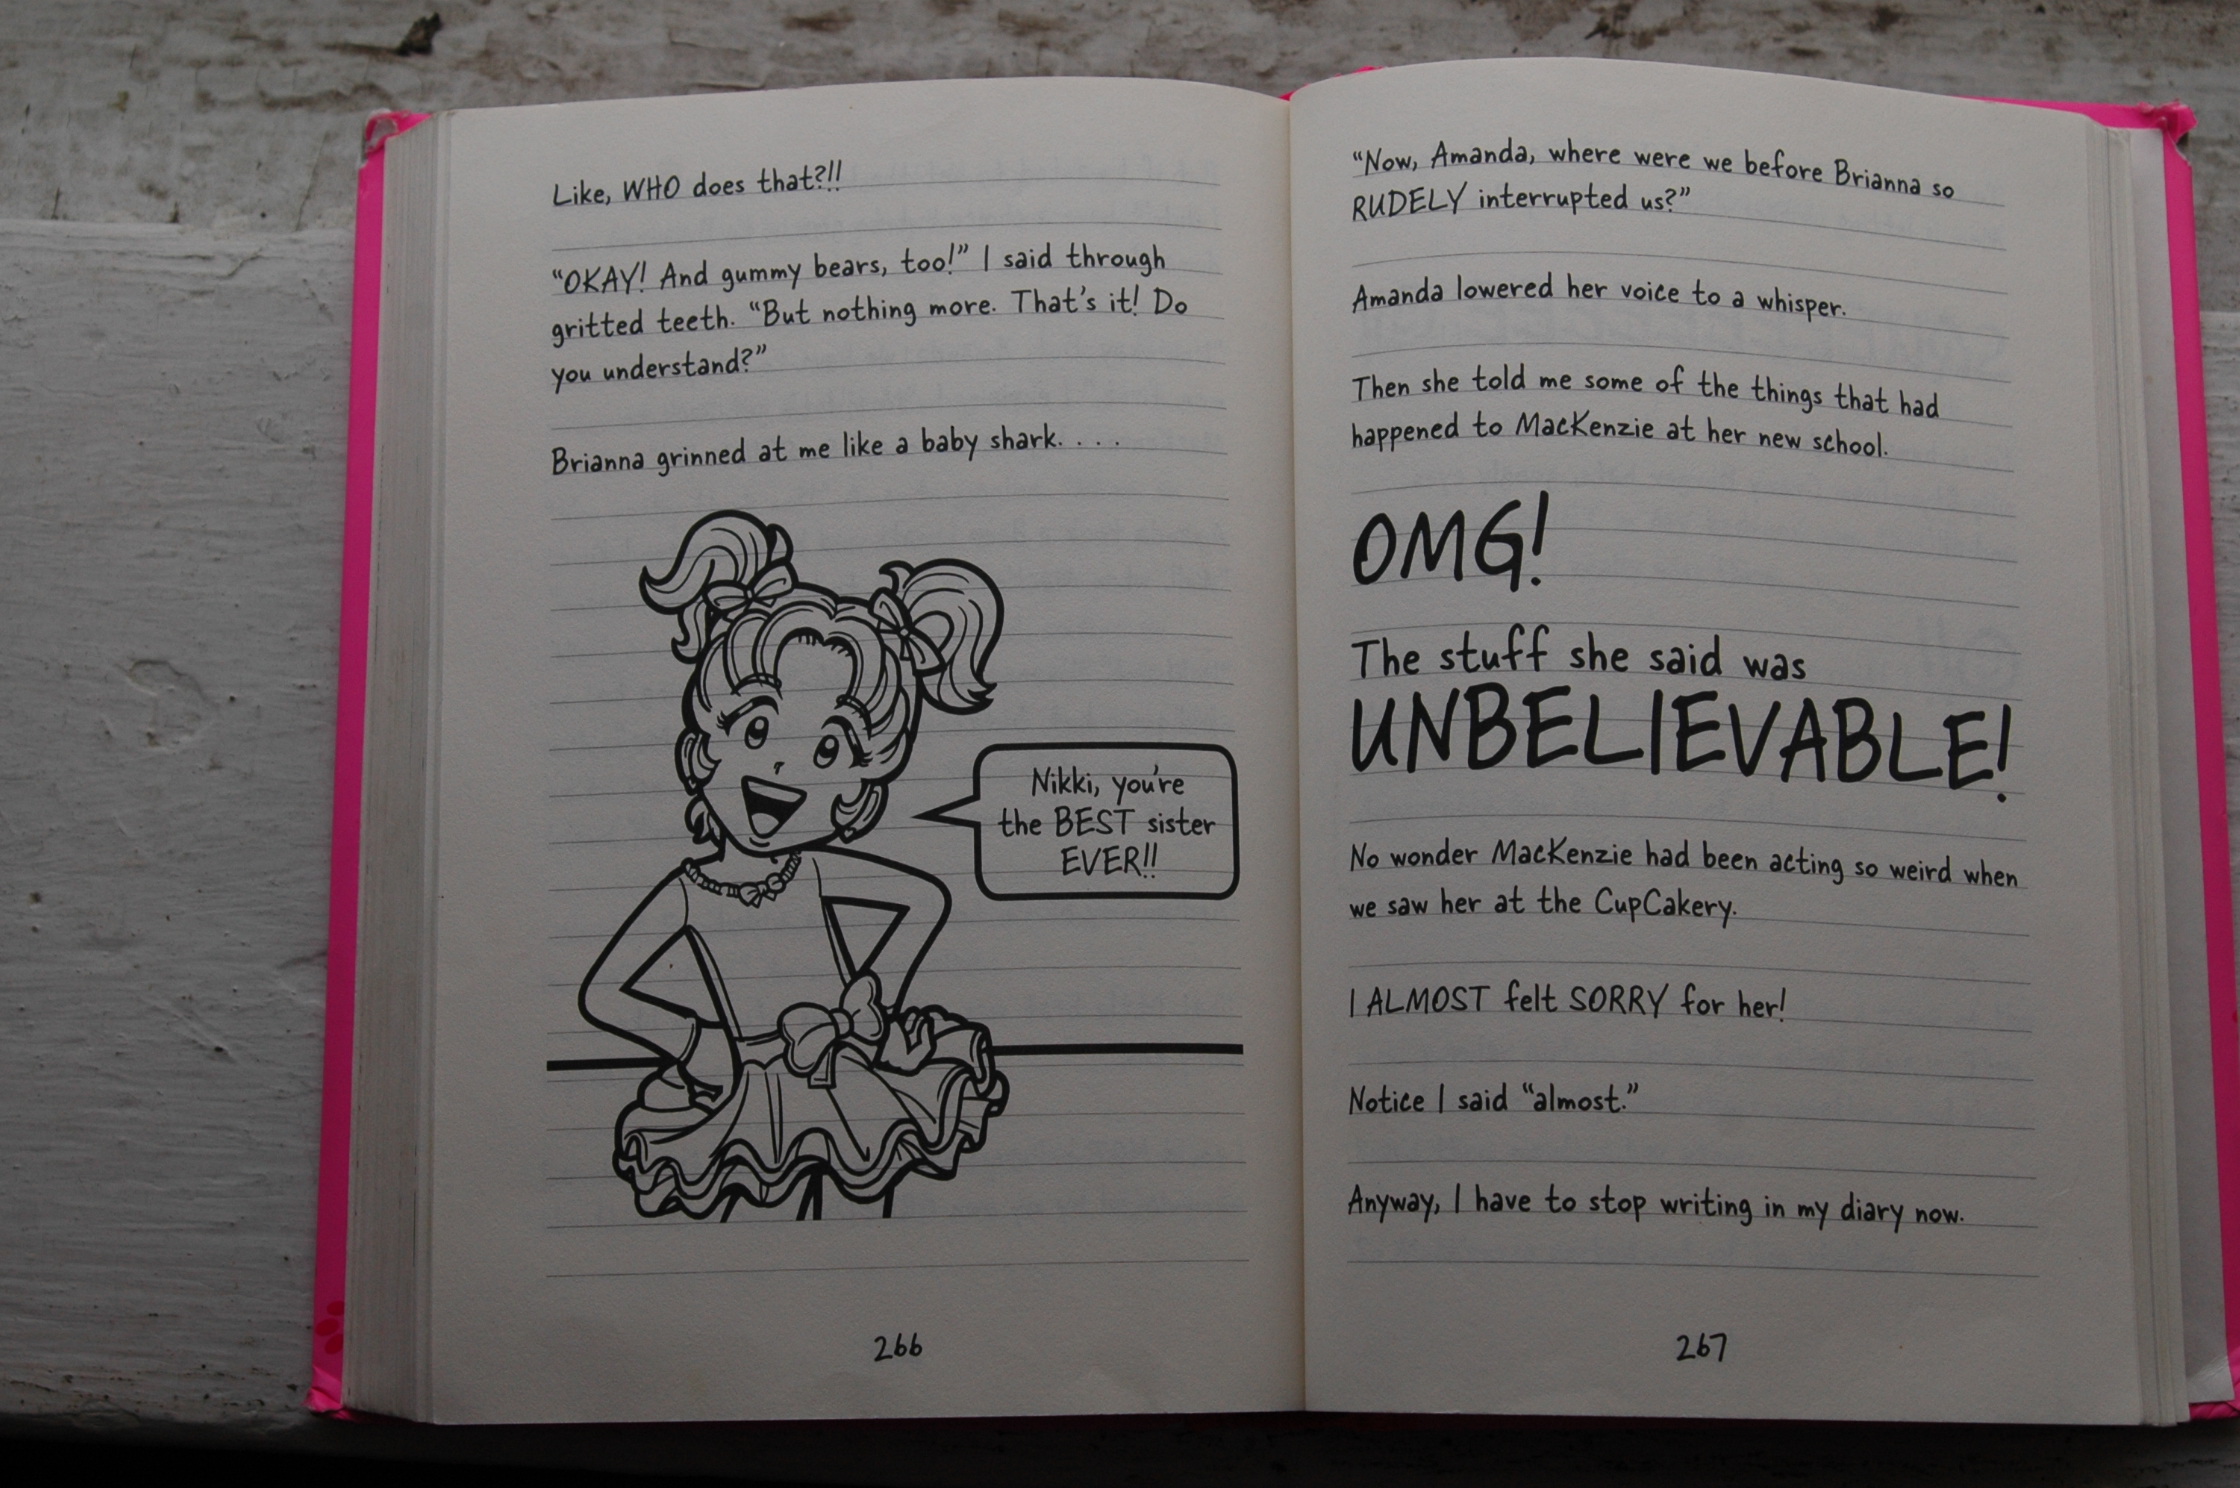 Like, WHO does that?!!
“OKAY! And gummy bears, too!” I said through
gritted teeth. “But nothing more. That’s it! Do
you understand?”
Brianna grinned at me like a baby shark. . . .
Nikki, you’re
the BEST sister
EVER!!
266
“Now, Amanda, where were we before Brianna so
RUDELY interrupted us?”
Amanda lowered her voice to a whisper.
Then she told me some of the things that had
happened to MacKenzie at her new school.
OMG!
The stuff she said was
UNBELIEVABLE!
No wonder MacKenzie had been acting so weird when
we saw her at the CupCakery.
I ALMOST felt SORRY for her!
Notice I said “almost.”
Anyway, I have to stop writing in my diary now.
267